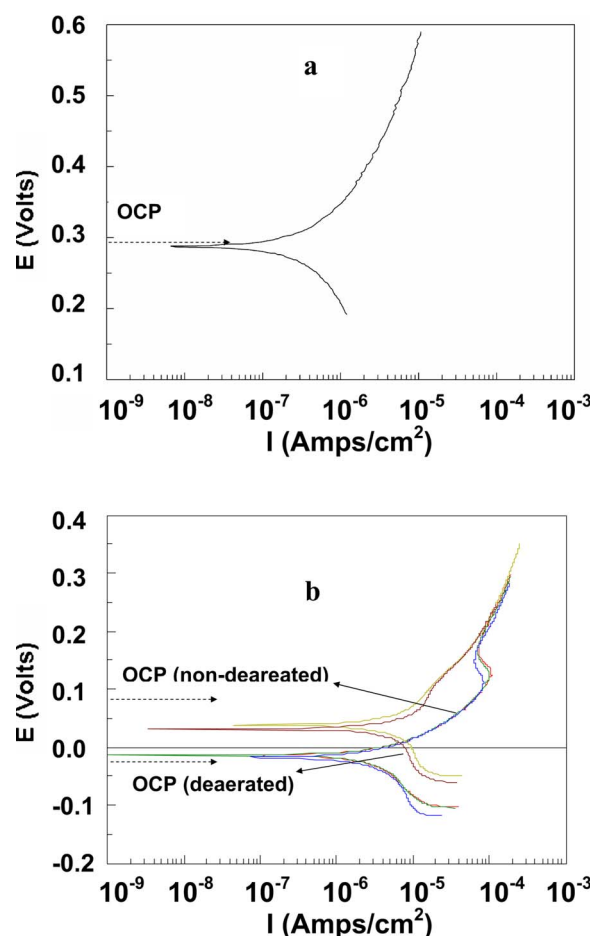 a
0.6
0.5
0.4
0.3
0.2
0.1
E (Volts)
OCP
10-9 10-8 10-7 10-6 10-5 10-4 10-3
I (Amps/cm2)
b
0.4
0.3
0.2
0.1
0.0
-0.1
-0.2
E (Volts)
OCP (non-deareated)
OCP (deaerated)
10-9 10-8 10-7 10-6 10-5 10-4 10-3
I (Amps/cm2)